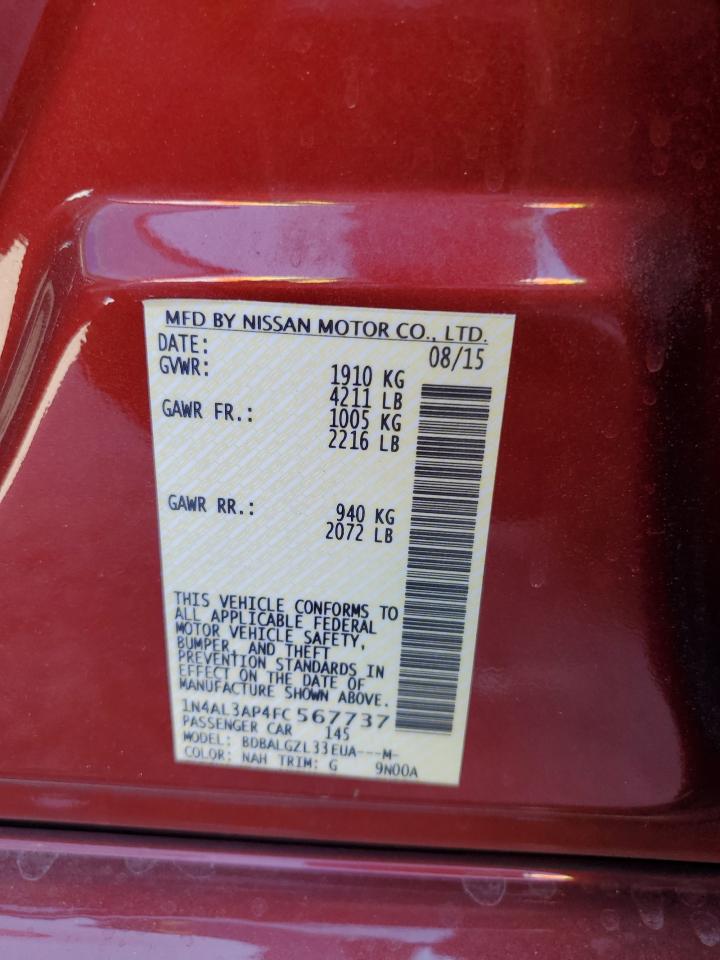 MFD BY NISSAN MOTOR CO., LTD.
DATE: 08/15
GVWR: 1910 KG
4211 LB
GAWR FR.: 1005 KG
2216 LB
GAWR RR.: 940 KG
2072 LB
THIS VEHICLE CONFORMS TO
ALL APPLICABLE FEDERAL
MOTOR VEHICLE SAFETY,
BUMPER, AND THEFT
PREVENTION STANDARDS IN
EFFECT ON THE DATE OF
MANUFACTURE SHOWN ABOVE.
1N4AL3AP4FC567737
PASSENGER CAR 145
MODEL: BDBALGZL33EUA---M-
COLOR: NAH TRIM: G 9N00A